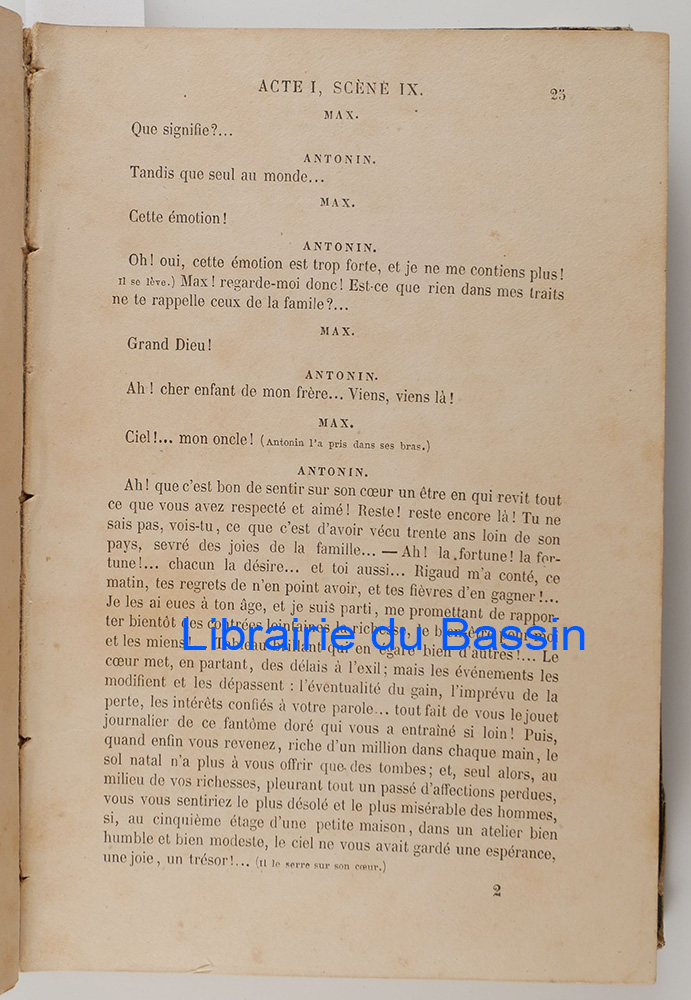 ACTE I, SCÈNE IX. 25
MAX.
Que signifie?...
ANTONIN.
Tandis que seul au monde...
MAX.
Cette émotion!
ANTONIN.
Oh! oui, cette émotion est trop forte, et je ne me contiens plus!
Il se lève.) Max! regarde-moi donc! Est-ce que rien dans mes traits
ne te rappelle ceux de la famile?...
MAX.
Grand Dieu!
ANTONIN.
Ah! cher enfant de mon frère... Viens, viens là!
MAX.
Ciel!... mon oncle! (Antonin l'a pris dans ses bras.)
ANTONIN.
Ah! que c'est bon de sentir sur son cœur un être en qui revit tout
ce que vous avez respecté et aimé! Reste! reste encore là! Tu ne
sais pas, vois-tu, ce que c'est d'avoir vécu trente ans loin de son
pays, sevré des joies de la famille... — Ah! la fortune! la for-
tune!... chacun la désire... et toi aussi... Rigaud m'a conté, ce
matin, tes regrets de n'en point avoir, et tes fièvres d'en gagner!...
Je les ai eues à ton âge, et je suis parti, me promettant de rappor-
ter bientôt des contrées lointaines la richesse, le bien-être pour moi
et les miens! Tableau brillant qui en égare bien d'autres!... Le
Librairie du Bassin
cœur met, en partant, des délais à l'exil; mais les événements les
modifient et les dépassent : l'éventualité du gain, l'imprévu de la
perte, les intérêts confiés à votre parole... tout fait de vous le jouet
journalier de ce fantôme doré qui vous a entraîné si loin! Puis,
quand enfin vous revenez, riche d'un million dans chaque main, le
sol natal n'a plus à vous offrir que des tombes; et, seul alors, au
milieu de vos richesses, pleurant tout un passé d'affections perdues,
vous vous sentiriez le plus désolé et le plus misérable des hommes,
si, au cinquième étage d'une petite maison, dans un atelier bien
humble et bien modeste, le ciel ne vous avait gardé une espérance,
une joie, un trésor!... (Il le serre sur son cœur.)
2